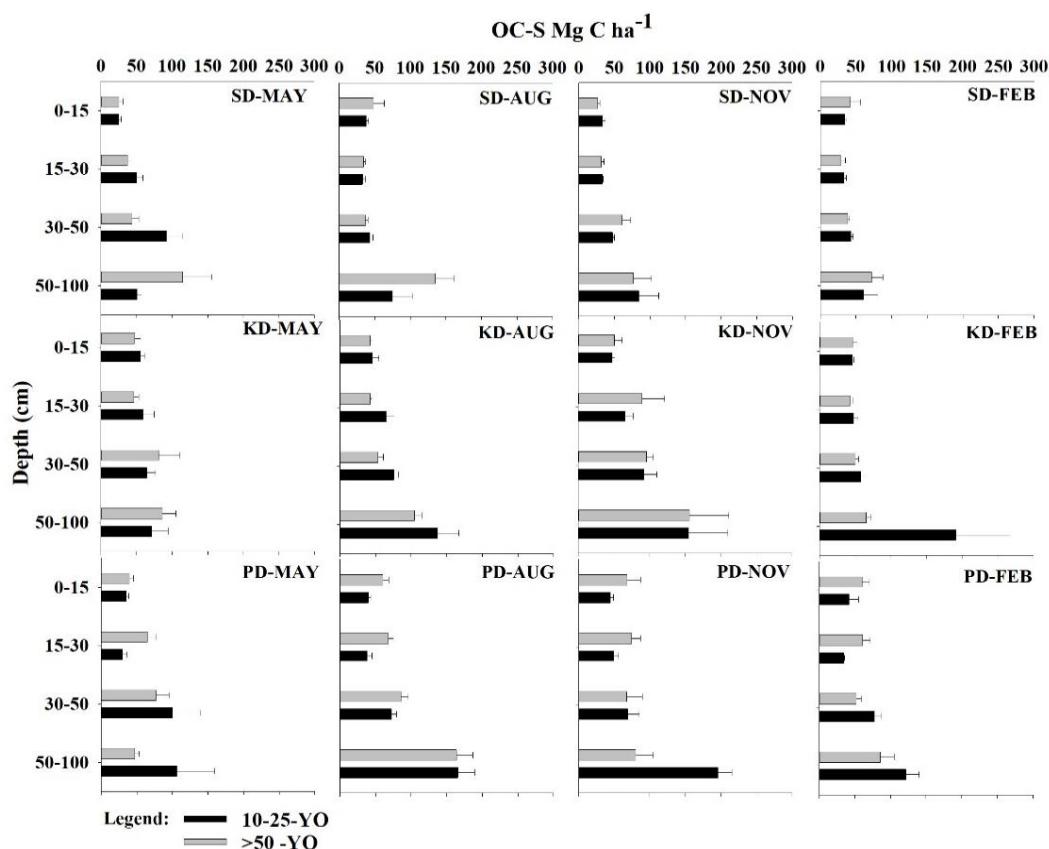 OC-S Mg C ha-1
0 50 100 150 200 250 300 0 50 100 150 200 250 300 0 50 100 150 200 250 300 0 50 100 150 200 250 300
SD-MAY SD-AUG SD-NOV SD-FEB
0-15
15-30
30-50
50-100
KD-MAY KD-AUG KD-NOV KD-FEB
0-15
15-30
30-50
50-100
Depth (cm)
PD-MAY PD-AUG PD-NOV PD-FEB
0-15
15-30
30-50
50-100
Legend: 10-25-YO
>50 -YO